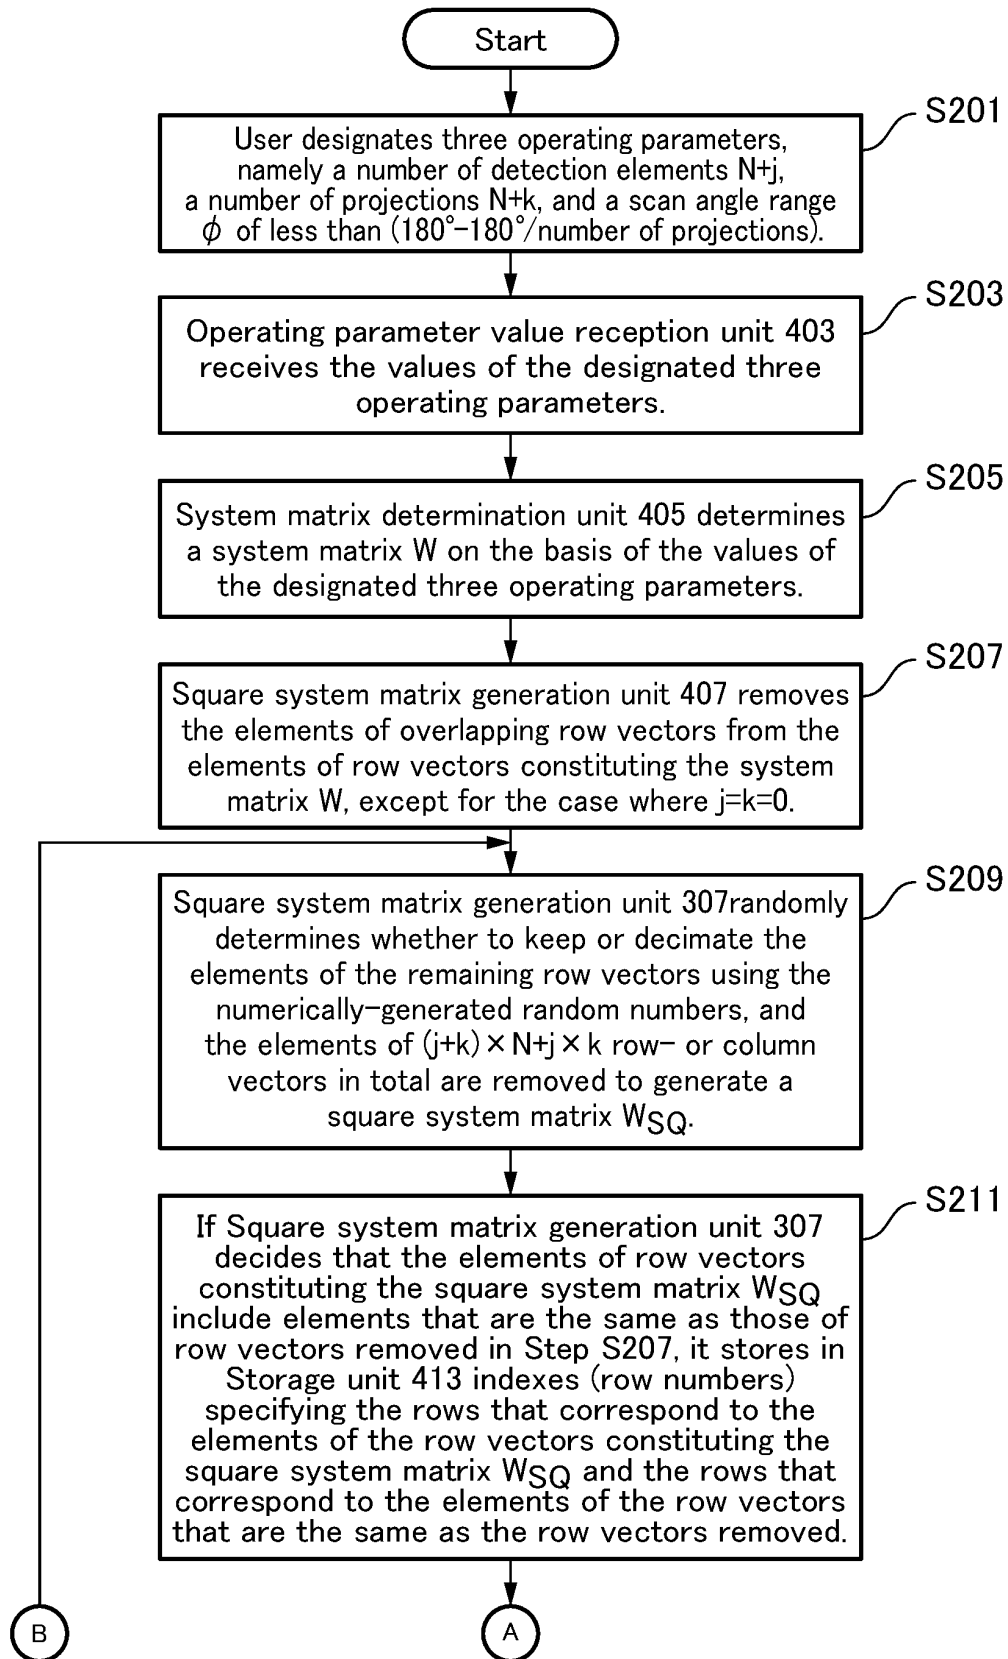 Start
S201
User designates three operating parameters,
namely a number of detection elements N+j,
a number of projections N+k, and a scan angle range
ϕ of less than (180°-180°/number of projections).
S203
Operating parameter value reception unit 403
receives the values of the designated three
operating parameters.
S205
System matrix determination unit 405 determines
a system matrix W on the basis of the values of
the designated three operating parameters.
S207
Square system matrix generation unit 407 removes
the elements of overlapping row vectors from the
elements of row vectors constituting the system
matrix W, except for the case where j=k=0.
S209
Square system matrix generation unit 307randomly
determines whether to keep or decimate the
elements of the remaining row vectors using the
numerically-generated random numbers, and
the elements of (j+k)×N+j×k row- or column
vectors in total are removed to generate a
square system matrix WSQ.
S211
If Square system matrix generation unit 307
decides that the elements of row vectors
constituting the square system matrix WSQ
include elements that are the same as those of
row vectors removed in Step S207, it stores in
Storage unit 413 indexes (row numbers)
specifying the rows that correspond to the
elements of the row vectors constituting the
square system matrix WSQ and the rows that
correspond to the elements of the row vectors
that are the same as the row vectors removed.
B
A